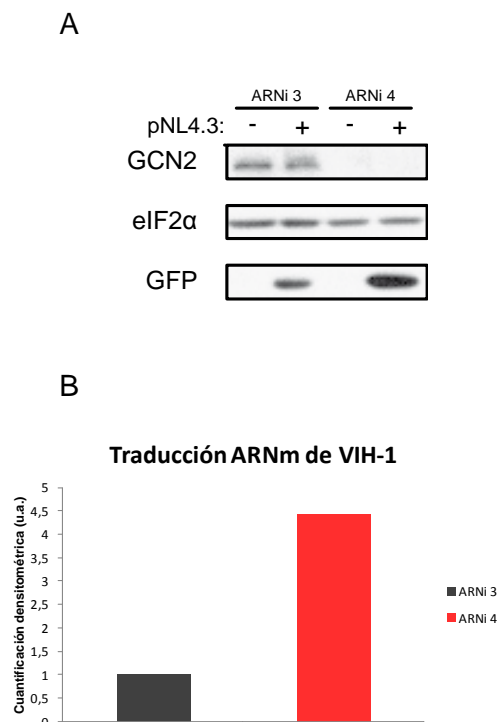 A
ARNi 3 ARNi 4
pNL4.3: - + - +
GCN2
eIF2α
GFP
B
Traducción ARNm de VIH-1
Cuantificación densitométrica (u.a.)
5
4,5
4
3,5
3
2,5
2
1,5
1
0,5
0
ARNi 3
ARNi 4